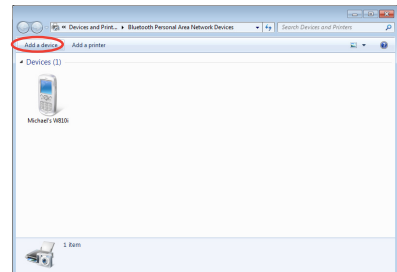 « Devices and Print... ▸ Bluetooth Personal Area Network Devices
Search Devices and Printers
Add a device
Add a printer
Devices (1)
Michael's W810i
1 item